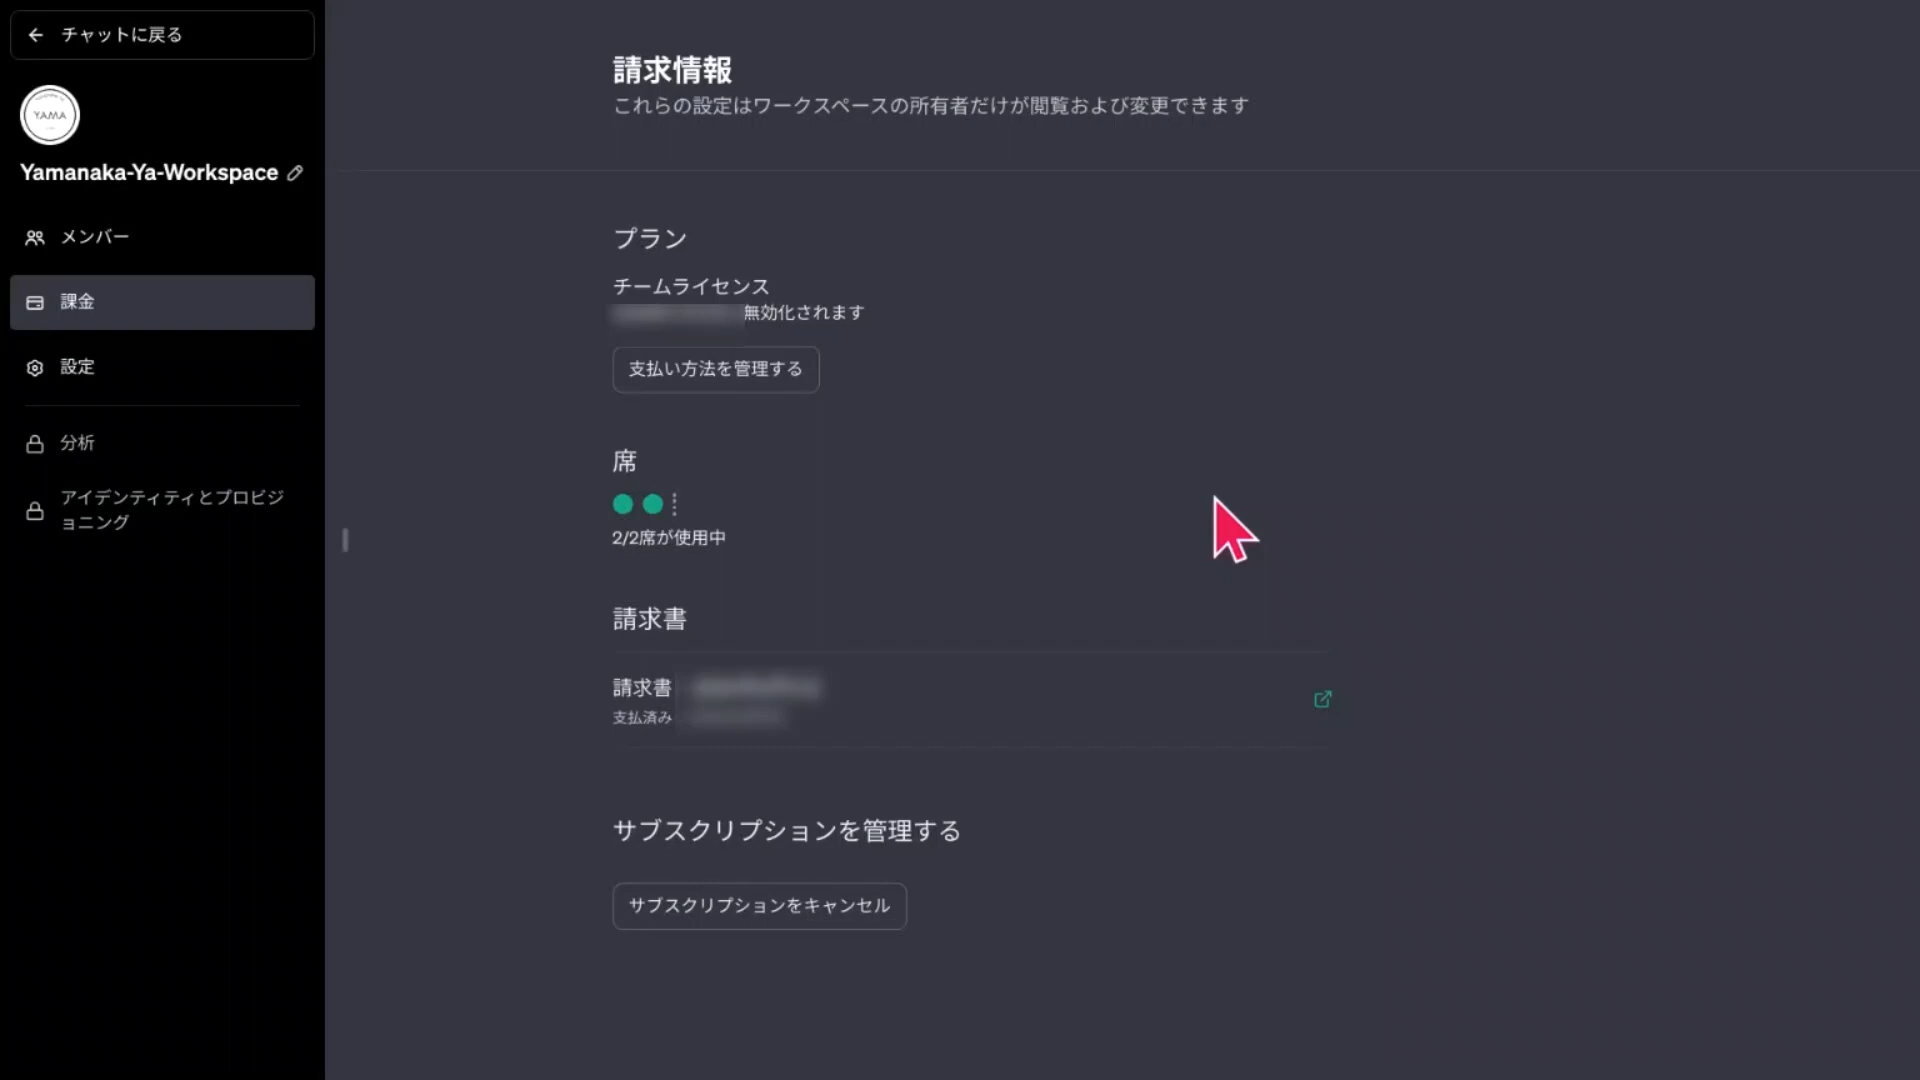 チャットに戻る
YAMA
Yamanaka-Ya-Workspace
メンバー
課金
設定
分析
アイデンティティとプロビジ
ョニング
請求情報
これらの設定はワークスペースの所有者だけが閲覧および変更できます
プラン
チームライセンス
無効化されます
支払い方法を管理する
席
2/2席が使用中
請求書
請求書
支払済み
サブスクリプションを管理する
サブスクリプションをキャンセル